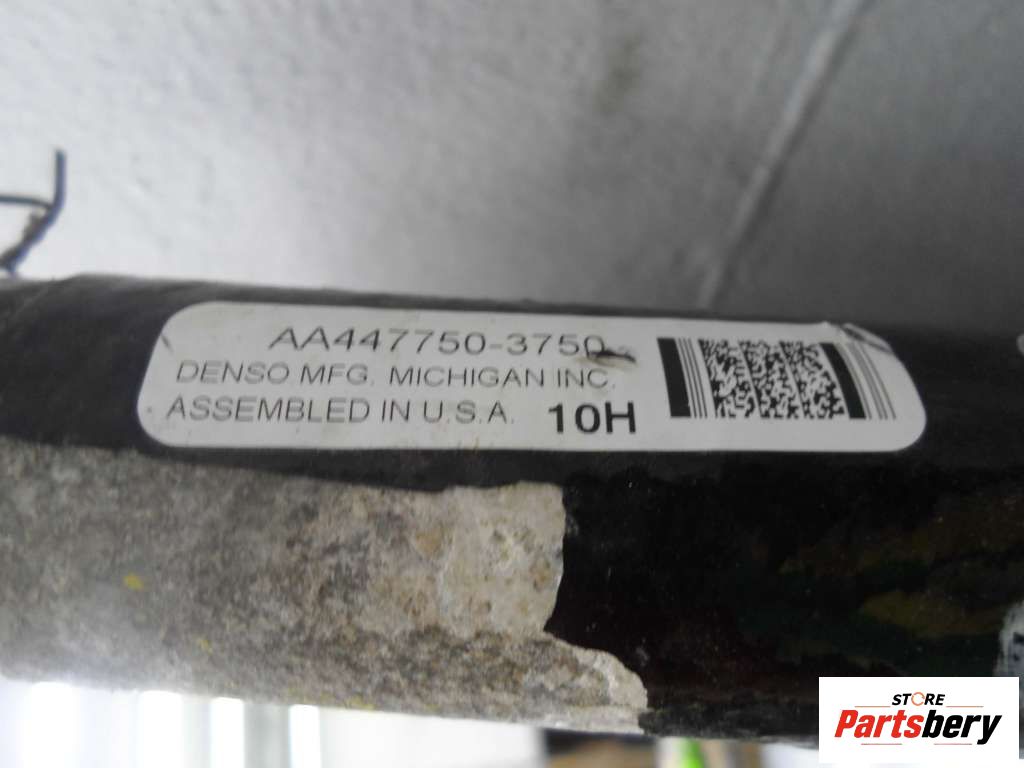 AA447750-3750
DENSO MFG. MICHIGAN INC.
ASSEMBLED IN U.S.A. 10H
STORE
Partsbery